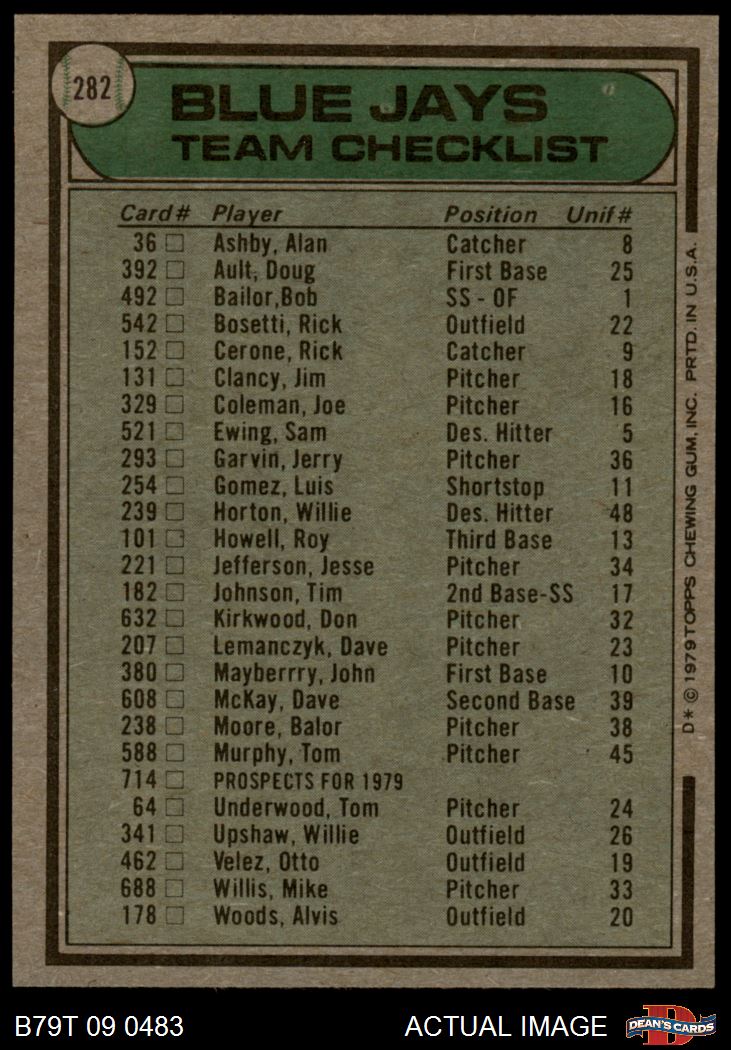 282
BLUE JAYS
TEAM CHECKLIST
Card# Player Position Unif#
36 Ashby, Alan Catcher 8
392 Ault, Doug First Base 25
492 Bailor,Bob SS - OF 1
542 Bosetti, Rick Outfield 22
152 Cerone, Rick Catcher 9
131 Clancy, Jim Pitcher 18
329 Coleman, Joe Pitcher 16
521 Ewing, Sam Des. Hitter 5
293 Garvin, Jerry Pitcher 36
254 Gomez, Luis Shortstop 11
239 Horton, Willie Des. Hitter 48
101 Howell, Roy Third Base 13
221 Jefferson, Jesse Pitcher 34
182 Johnson, Tim 2nd Base-SS 17
632 Kirkwood, Don Pitcher 32
207 Lemanczyk, Dave Pitcher 23
380 Mayberrry, John First Base 10
608 McKay, Dave Second Base 39
238 Moore, Balor Pitcher 38
588 Murphy, Tom Pitcher 45
714 PROSPECTS FOR 1979
64 Underwood, Tom Pitcher 24
341 Upshaw, Willie Outfield 26
462 Velez, Otto Outfield 19
688 Willis, Mike Pitcher 33
178 Woods, Alvis Outfield 20
D* © 1979 TOPPS CHEWING GUM, INC. PRTD. IN U.S.A.
B79T 09 0483 ACTUAL IMAGE
D
DEAN'S CARDS